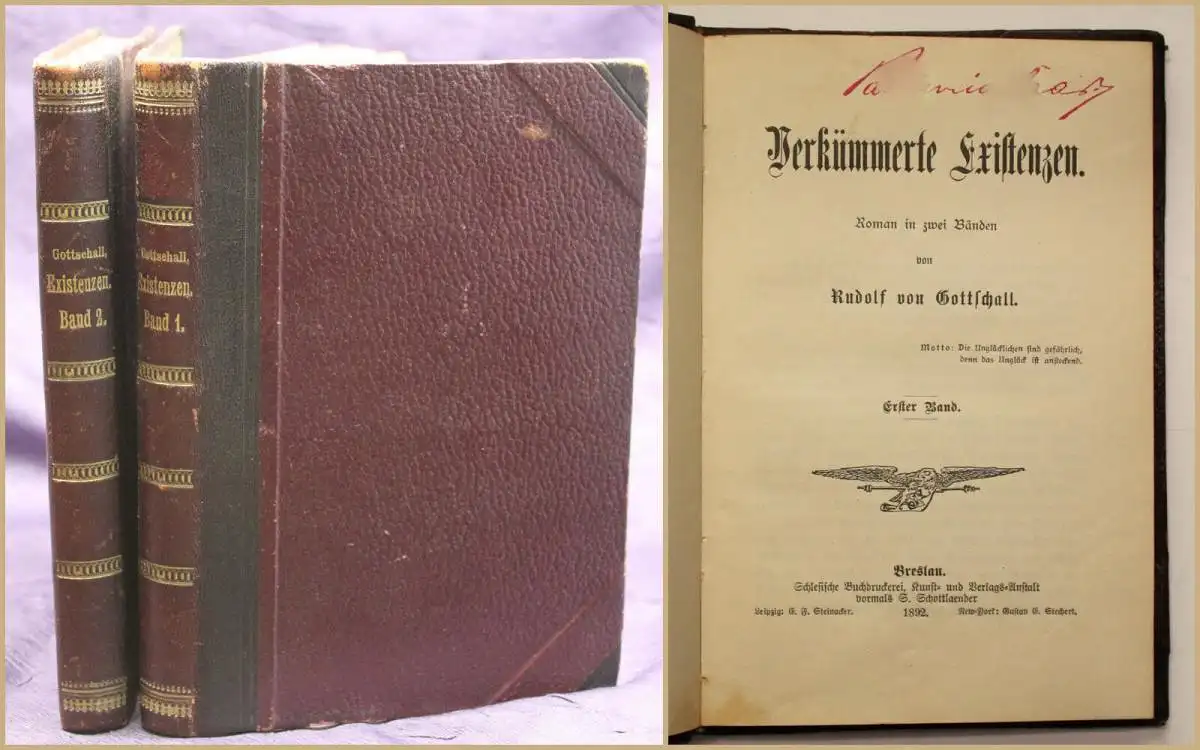 Gottschall,
Existenzen.
Band 2.
Gottschall,
Existenzen.
Band 1.
Verkümmerte Existenzen.
Roman in zwei Bänden
von
Rudolf von Gottschall.
Motto: Die Unglücklichen sind gefährlich,
denn das Unglück ist ansteckend.
Erster Band.
Breslau.
Schlesische Buchdruckerei, Kunst- und Verlags-Anstalt
vormals S. Schottlaender
Leipzig: E. F. Steinacker. 1892. New-York: Gustav E. Stechert.